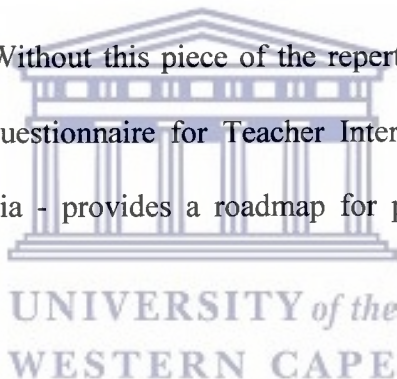 Without this piece of the repert
uestionnaire for Teacher Inter
ia - provides a roadmap for p
UNIVERSITY of the
WESTERN CAPE